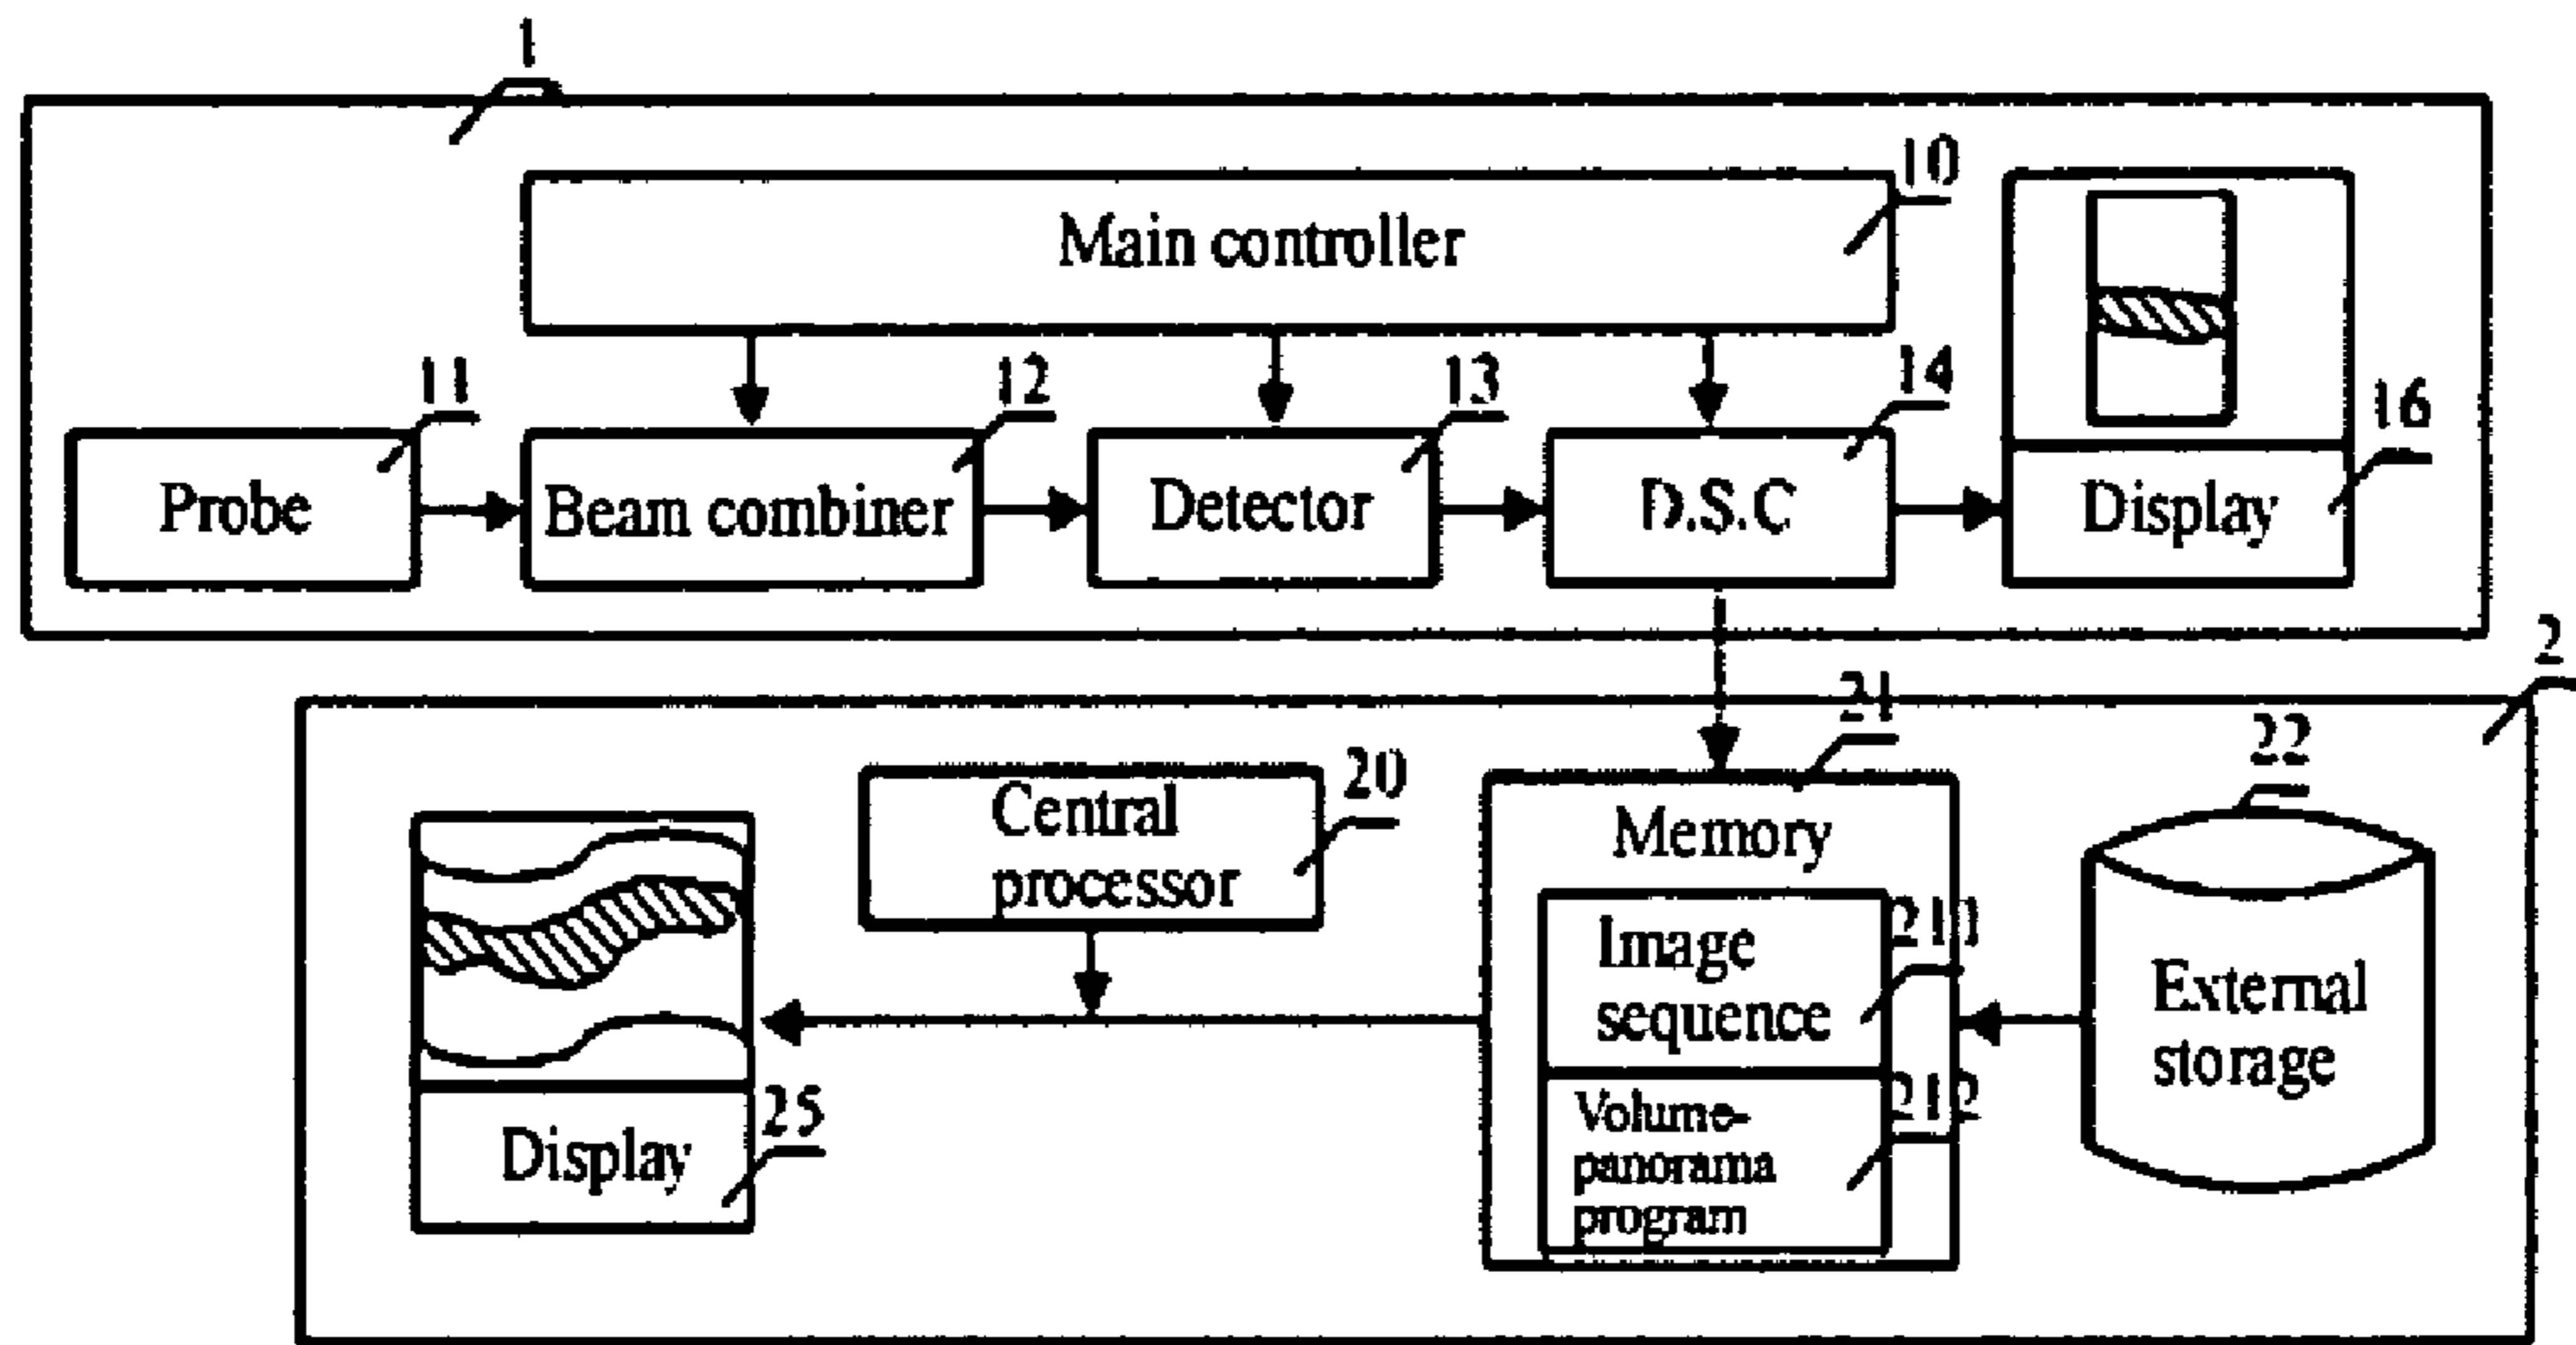 1
10
Main controller
11
12
13
14
16
Probe
Beam combiner
Detector
D.S.C
Display
2
21
22
20
Central
processor
Memory
211
Image
sequence
External
storage
212
Volume-
panorama
program
25
Display